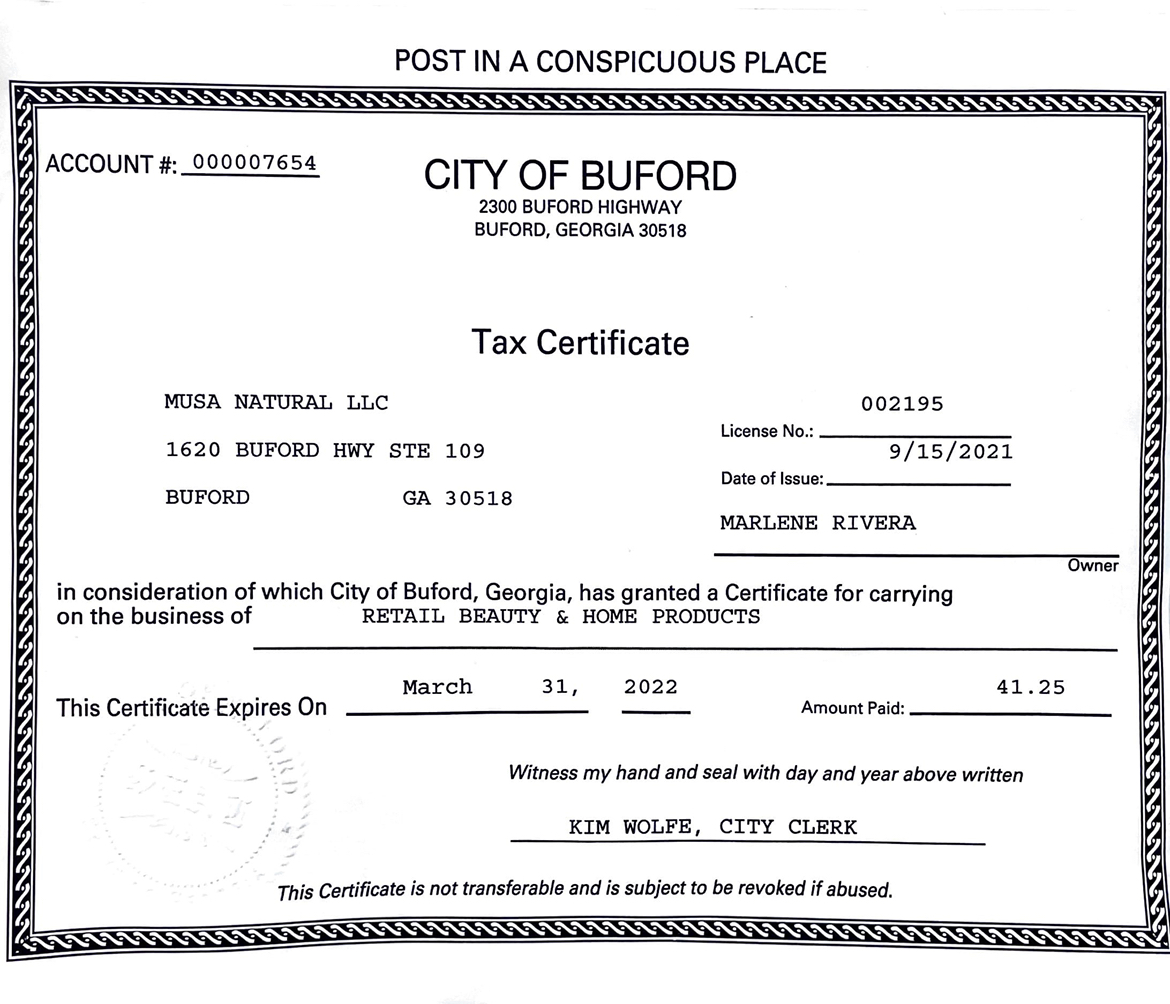 POST IN A CONSPICUOUS PLACE
ACCOUNT #: 000007654
CITY OF BUFORD
2300 BUFORD HIGHWAY
BUFORD, GEORGIA 30518
Tax Certificate
MUSA NATURAL LLC
1620 BUFORD HWY STE 109
BUFORD GA 30518
002195
License No.:
9/15/2021
Date of Issue:
MARLENE RIVERA
Owner
in consideration of which City of Buford, Georgia, has granted a Certificate for carrying
on the business of RETAIL BEAUTY & HOME PRODUCTS
This Certificate Expires On March 31, 2022
Amount Paid: 41.25
Witness my hand and seal with day and year above written
KIM WOLFE, CITY CLERK
This Certificate is not transferable and is subject to be revoked if abused.